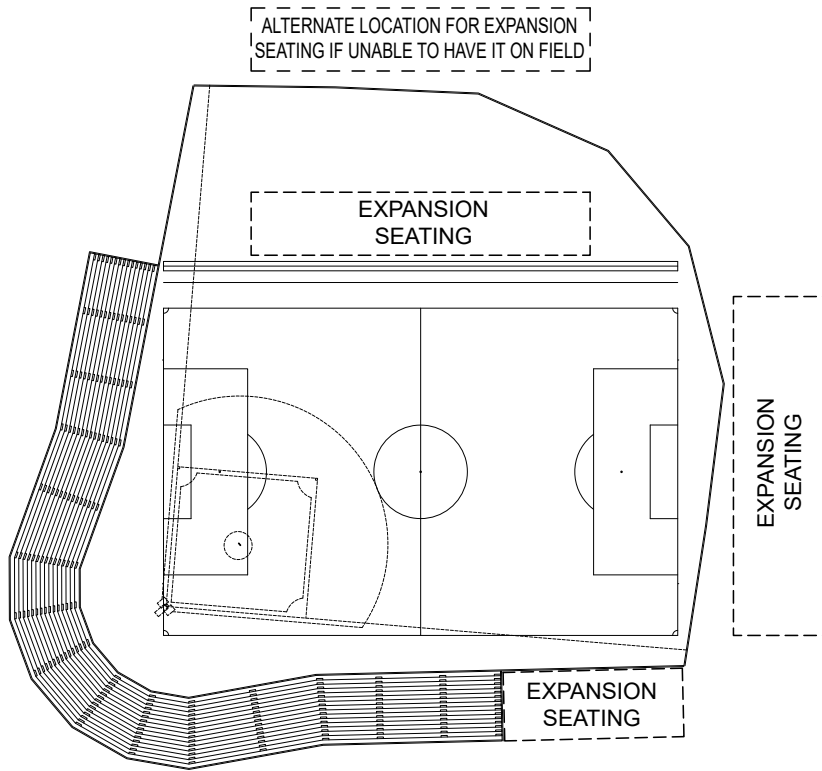 ALTERNATE LOCATION FOR EXPANSION
SEATING IF UNABLE TO HAVE IT ON FIELD
EXPANSION
SEATING
EXPANSION
SEATING
EXPANSION
SEATING